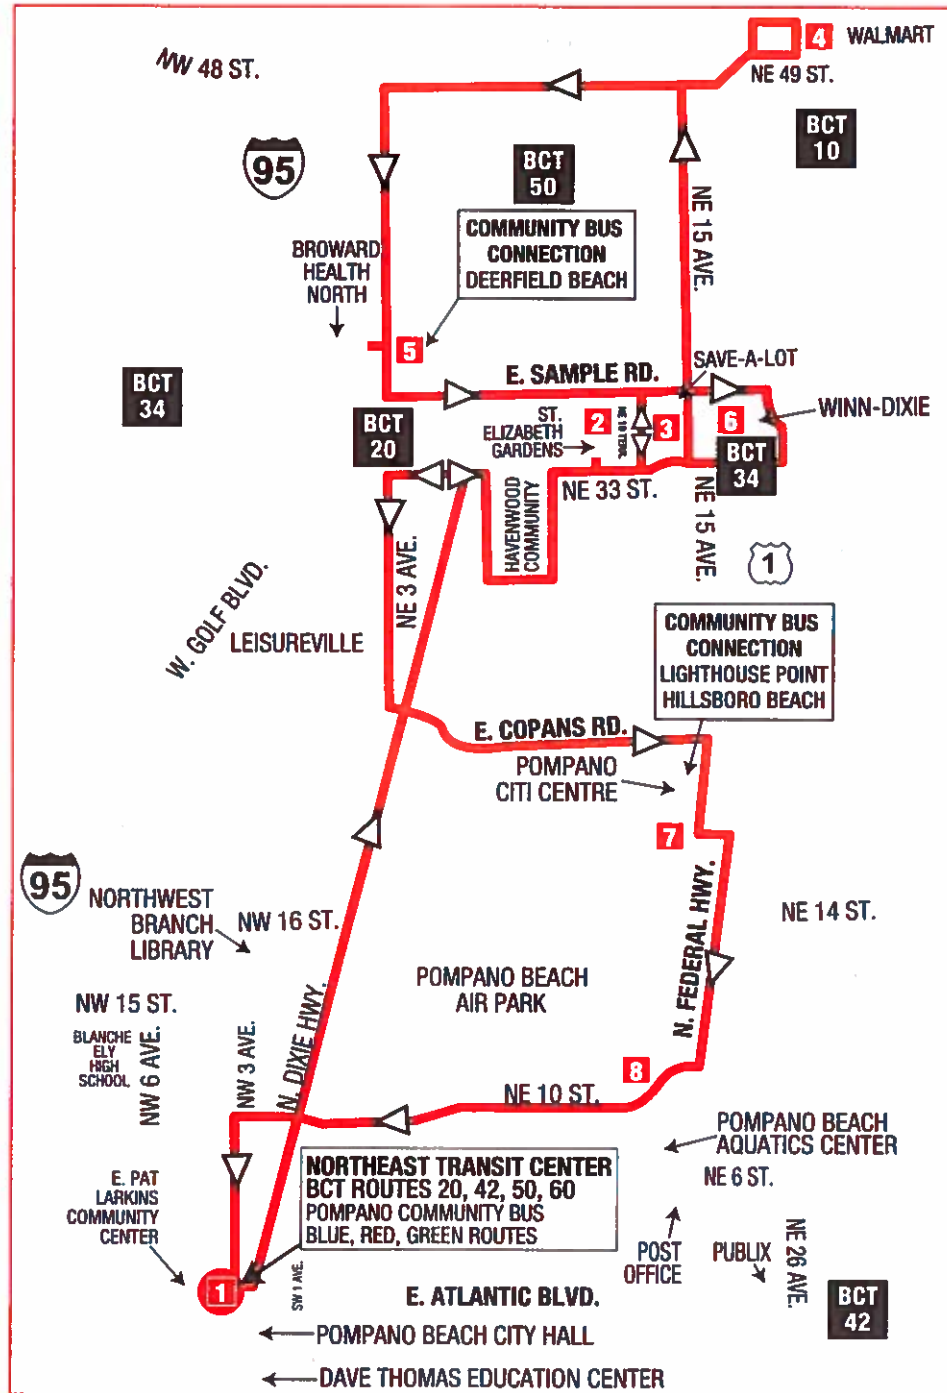 4 WALMART
NW 48 ST.
NE 49 ST.
BCT
10
95
BCT
50
NE 15 AVE.
COMMUNITY BUS
CONNECTION
DEERFIELD BEACH
BROWARD
HEALTH
NORTH
5
SAVE-A-LOT
E. SAMPLE RD.
BCT
34
BCT
20
ST.
ELIZABETH
GARDENS
2
NE 10 TERR.
3
6
WINN-DIXIE
BCT
34
NE 33 ST.
HAVENWOOD
COMMUNITY
NE 15 AVE.
1
NE 3 AVE.
W. GOLF BLVD.
LEISUREVILLE
COMMUNITY BUS
CONNECTION
LIGHTHOUSE POINT
HILLSBORO BEACH
E. COPANS RD.
POMPANO
CITI CENTRE
7
95
NORTHWEST
BRANCH
LIBRARY
NW 16 ST.
NE 14 ST.
N. FEDERAL HWY.
POMPANO BEACH
AIR PARK
NW 15 ST.
BLANCHE
ELY
HIGH
SCHOOL
NW 6 AVE.
NW 3 AVE.
N. DIXIE HWY.
8
NE 10 ST.
POMPANO BEACH
AQUATICS CENTER
NE 6 ST.
NORTHEAST TRANSIT CENTER
BCT ROUTES 20, 42, 50, 60
POMPANO COMMUNITY BUS
BLUE, RED, GREEN ROUTES
E. PAT
LARKINS
COMMUNITY
CENTER
POST
OFFICE
PUBLIX
NE 26 AVE.
1
SW 1 AVE.
E. ATLANTIC BLVD.
BCT
42
POMPANO BEACH CITY HALL
DAVE THOMAS EDUCATION CENTER